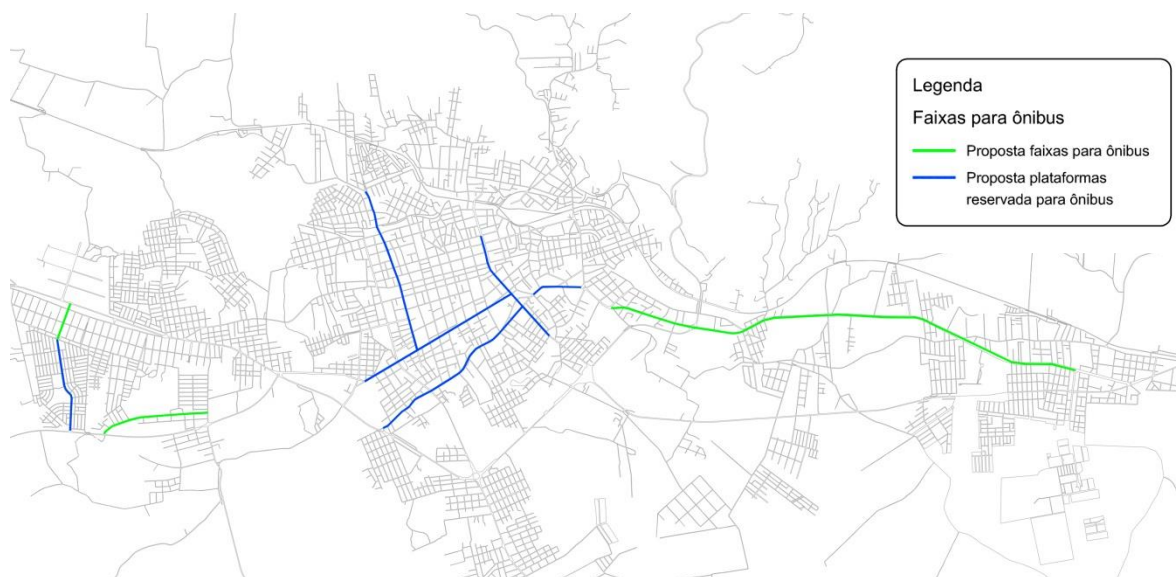 Legenda
Faixas para ônibus
Proposta faixas para ônibus
Proposta plataformas
reservada para ônibus